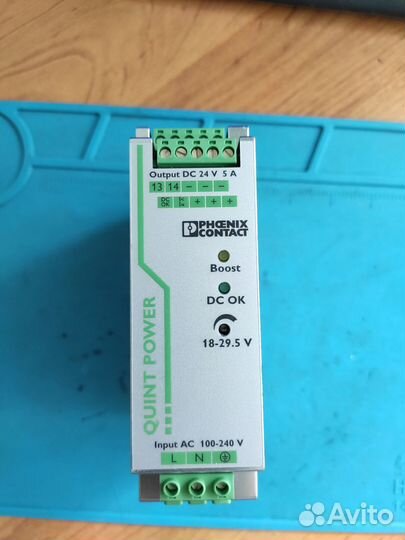 Output DC 24 V 5 A
13 14 – – –
DC OK + + +
PHŒNIX
CONTACT
Boost
DC OK
18-29.5 V
QUINT POWER
Input AC 100-240 V
L N
Avito